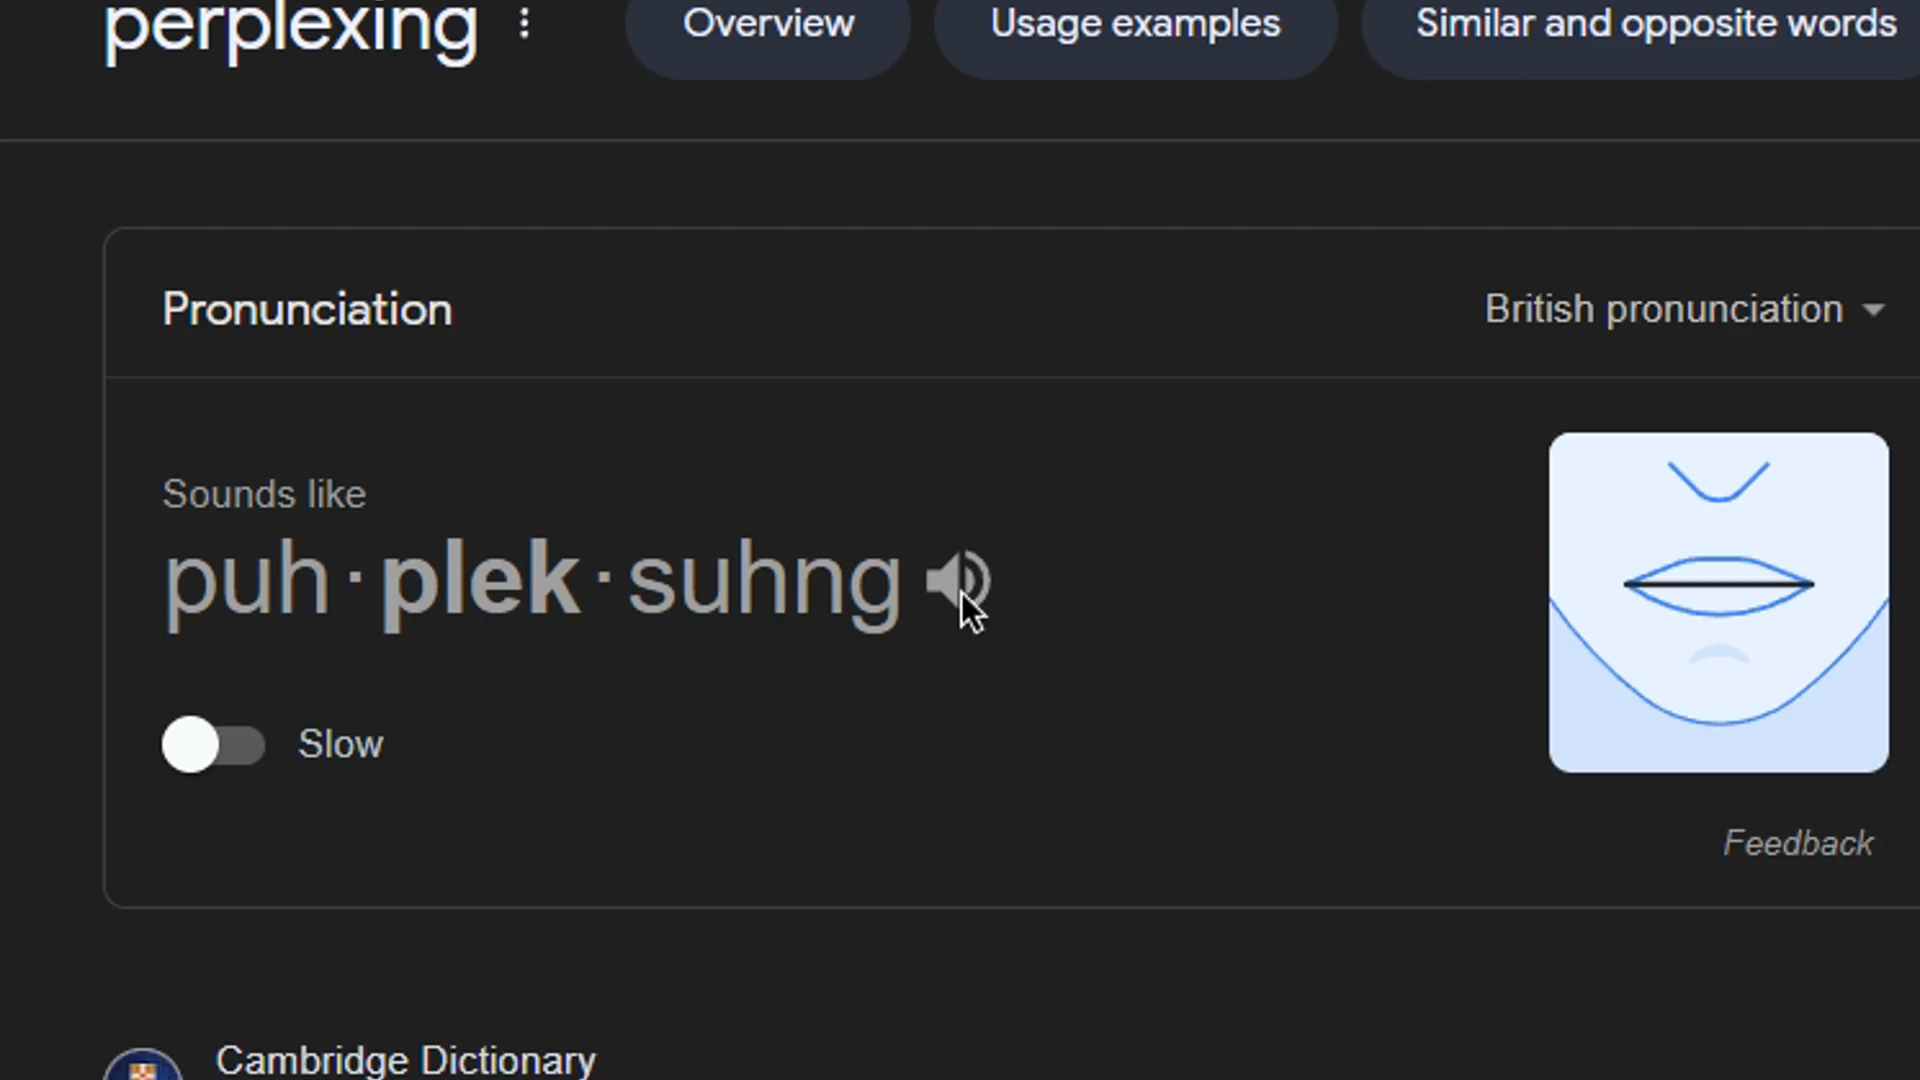 perplexing
Overview
Usage examples
Similar and opposite words
Pronunciation
British pronunciation
Sounds like
puh·plek·suhng
Slow
Feedback
Cambridge Dictionary